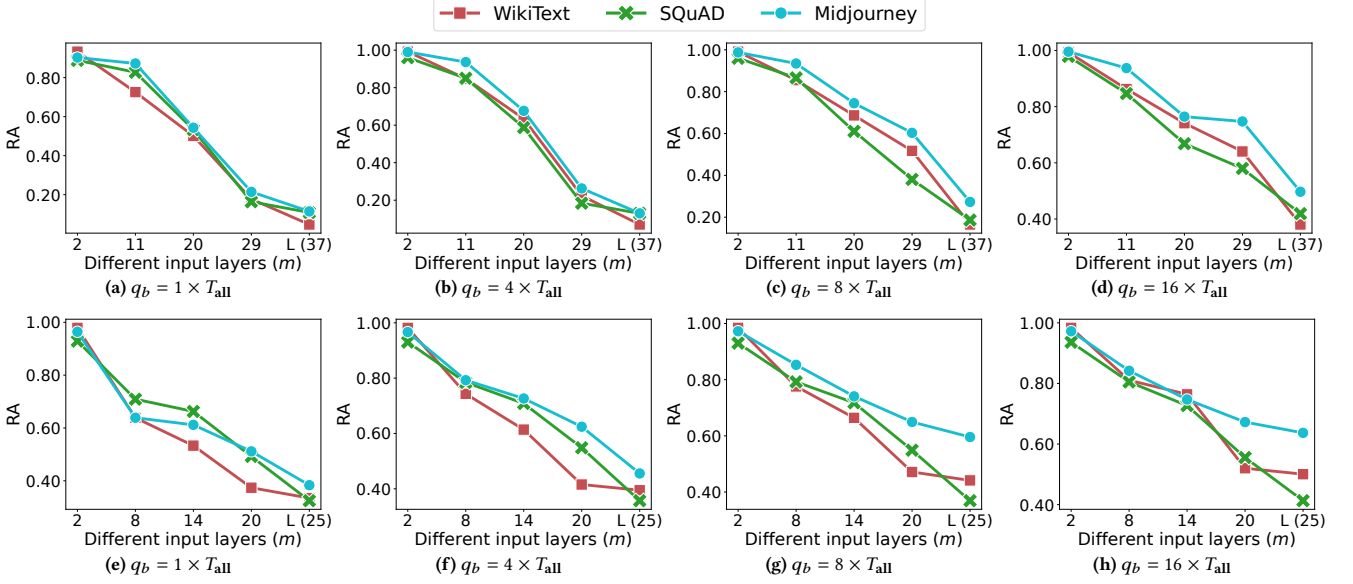 WikiText SQuAD Midjourney
RA
0.80
0.60
0.40
0.20
2 11 20 29 L (37)
Different input layers (m)
(a) q_b = 1 × T_all
RA
1.00
0.80
0.60
0.40
0.20
2 11 20 29 L (37)
Different input layers (m)
(b) q_b = 4 × T_all
RA
1.00
0.80
0.60
0.40
0.20
2 11 20 29 L (37)
Different input layers (m)
(c) q_b = 8 × T_all
RA
1.00
0.80
0.60
0.40
2 11 20 29 L (37)
Different input layers (m)
(d) q_b = 16 × T_all
RA
1.00
0.80
0.60
0.40
2 8 14 20 L (25)
Different input layers (m)
(e) q_b = 1 × T_all
RA
1.00
0.80
0.60
0.40
2 8 14 20 L (25)
Different input layers (m)
(f) q_b = 4 × T_all
RA
1.00
0.80
0.60
0.40
2 8 14 20 L (25)
Different input layers (m)
(g) q_b = 8 × T_all
RA
1.00
0.80
0.60
0.40
2 8 14 20 L (25)
Different input layers (m)
(h) q_b = 16 × T_all